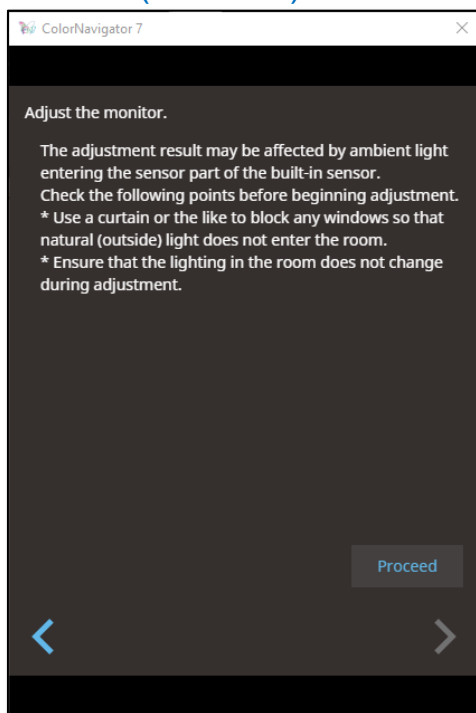 ColorNavigator 7
Adjust the monitor.
The adjustment result may be affected by ambient light
entering the sensor part of the built-in sensor.
Check the following points before beginning adjustment.
* Use a curtain or the like to block any windows so that
natural (outside) light does not enter the room.
* Ensure that the lighting in the room does not change
during adjustment.
Proceed